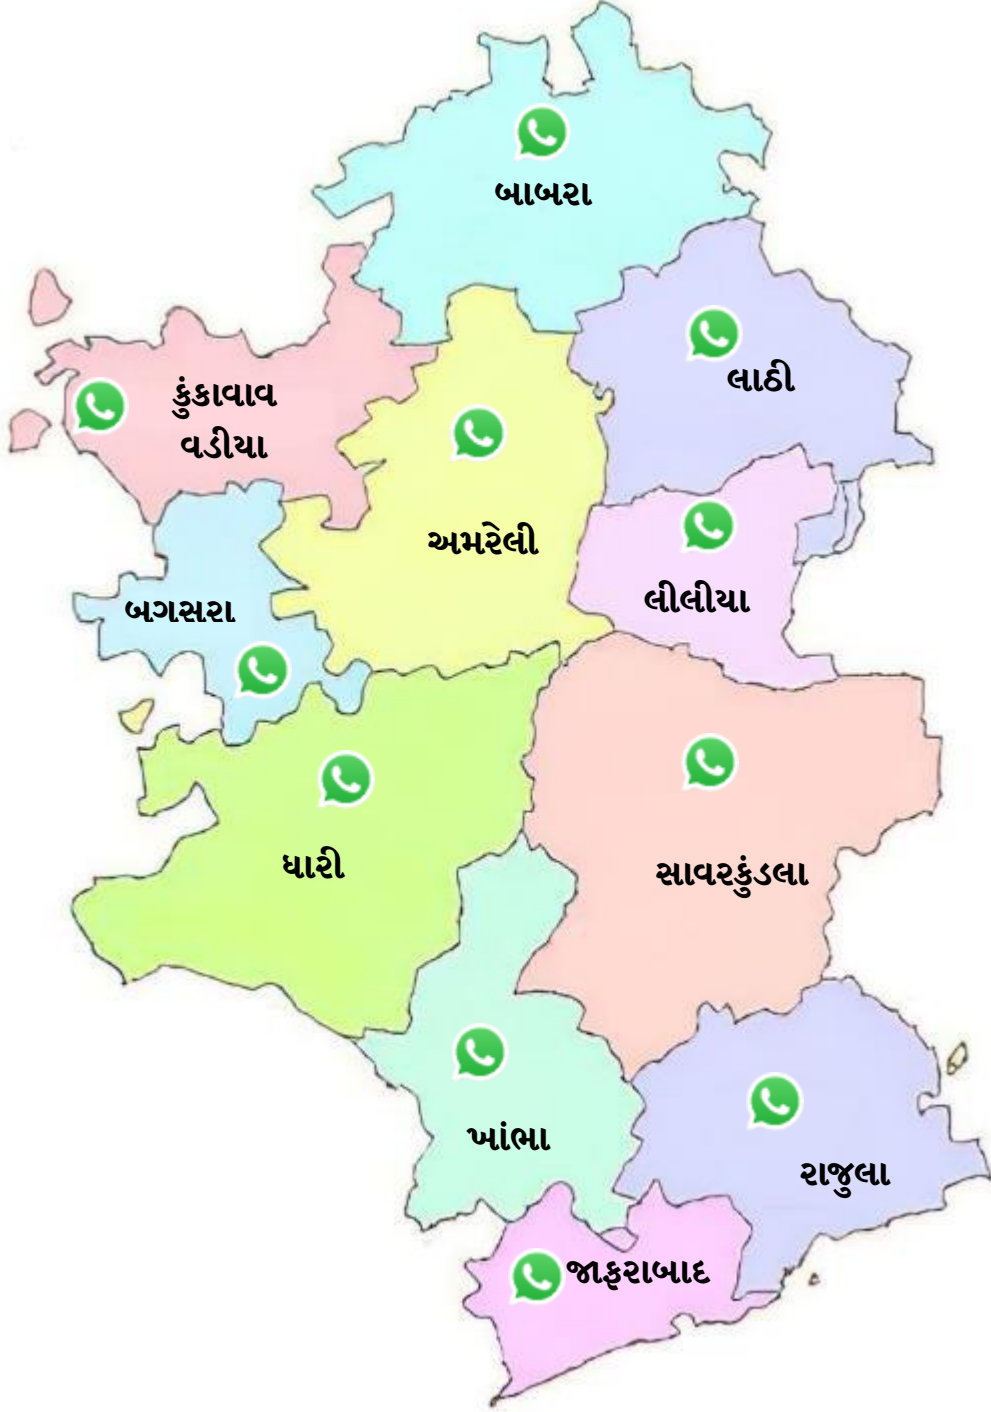 બાબરા
લાઠી
કુંકાવાવ
વડીયા
અમરેલી
લીલીયા
બગસરા
ધારી
સાવરકુંડલા
ખાંભા
રાજુલા
જાફરાબાદ